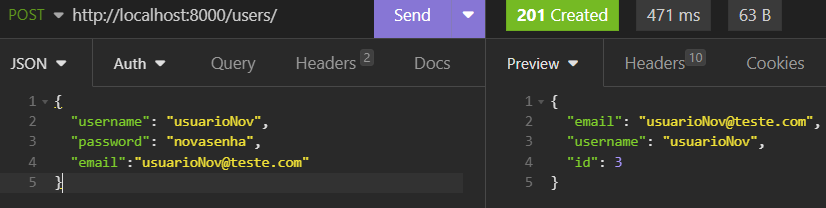 POST http://localhost:8000/users/ Send 201 Created 471 ms 63 B
JSON Auth Query Headers 2 Docs Preview Headers 10 Cookies
1 {
2 "username": "usuarioNov",
3 "password": "novasenha",
4 "email":"usuarioNov@teste.com"
5 }
1 {
2 "email": "usuarioNov@teste.com",
3 "username": "usuarioNov",
4 "id": 3
5 }